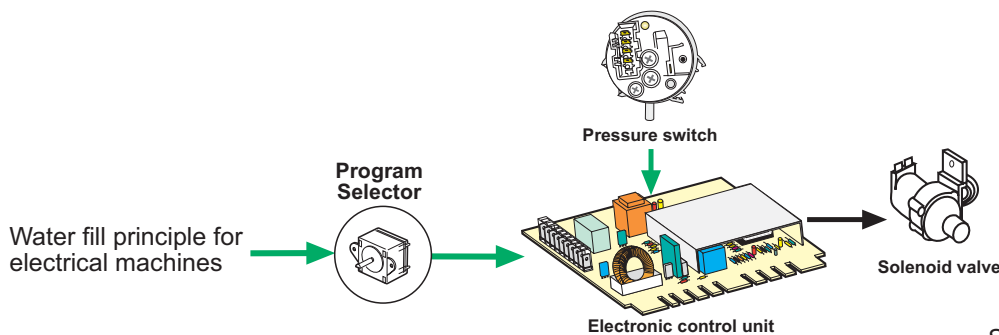 Pressure switch
Program
Selector
Water fill principle for
electrical machines
Solenoid valve
Electronic control unit